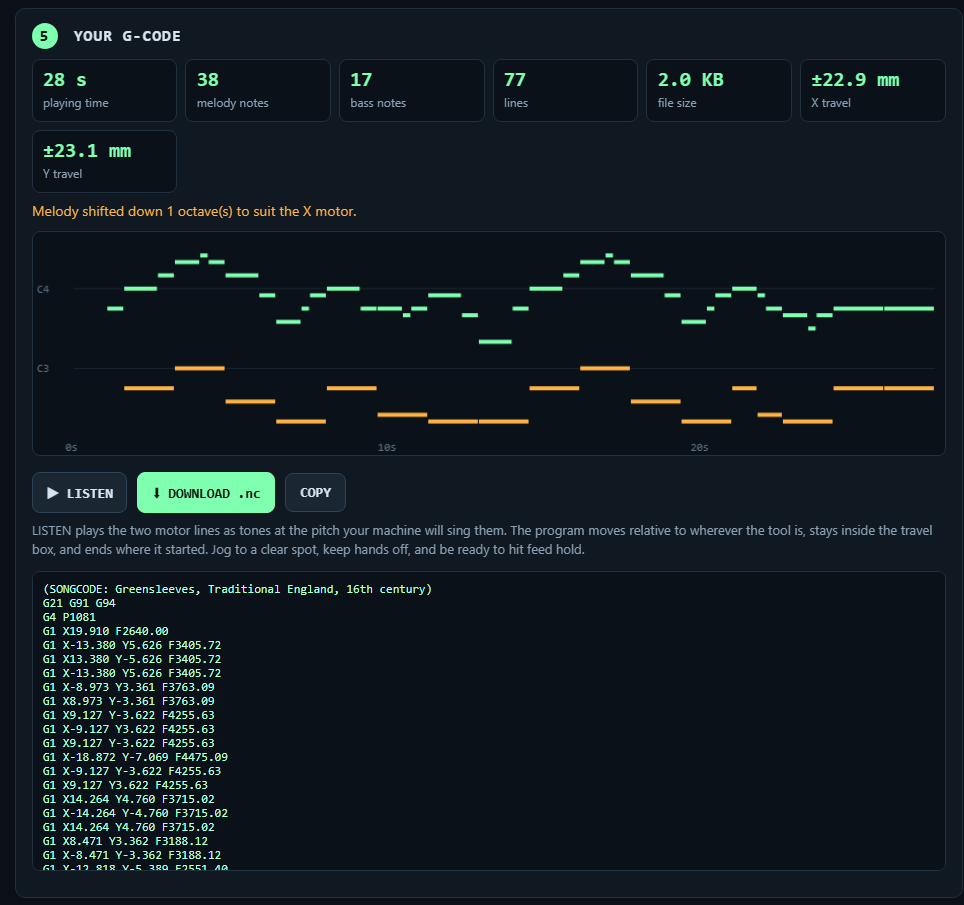 5 YOUR G-CODE
28 s
playing time
38
melody notes
17
bass notes
77
lines
2.0 KB
file size
±22.9 mm
X travel
±23.1 mm
Y travel
Melody shifted down 1 octave(s) to suit the X motor.
C4
C3
0s 10s 20s
▶ LISTEN
⬇ DOWNLOAD .nc
COPY
LISTEN plays the two motor lines as tones at the pitch your machine will sing them. The program moves relative to wherever the tool is, stays inside the travel
box, and ends where it started. Jog to a clear spot, keep hands off, and be ready to hit feed hold.
(SONGCODE: Greensleeves, Traditional England, 16th century)
G21 G91 G94
G4 P1081
G1 X19.910 F2640.00
G1 X-13.380 Y5.626 F3405.72
G1 X13.380 Y-5.626 F3405.72
G1 X-13.380 Y5.626 F3405.72
G1 X-8.973 Y3.361 F3763.09
G1 X8.973 Y-3.361 F3763.09
G1 X9.127 Y-3.622 F4255.63
G1 X-9.127 Y3.622 F4255.63
G1 X9.127 Y-3.622 F4255.63
G1 X-18.872 Y-7.069 F4475.09
G1 X-9.127 Y-3.622 F4255.63
G1 X9.127 Y3.622 F4255.63
G1 X14.264 Y4.760 F3715.02
G1 X-14.264 Y-4.760 F3715.02
G1 X14.264 Y4.760 F3715.02
G1 X8.471 Y3.362 F3188.12
G1 X-8.471 Y-3.362 F3188.12
G1 X-12.818 Y-5.389 F2551.40